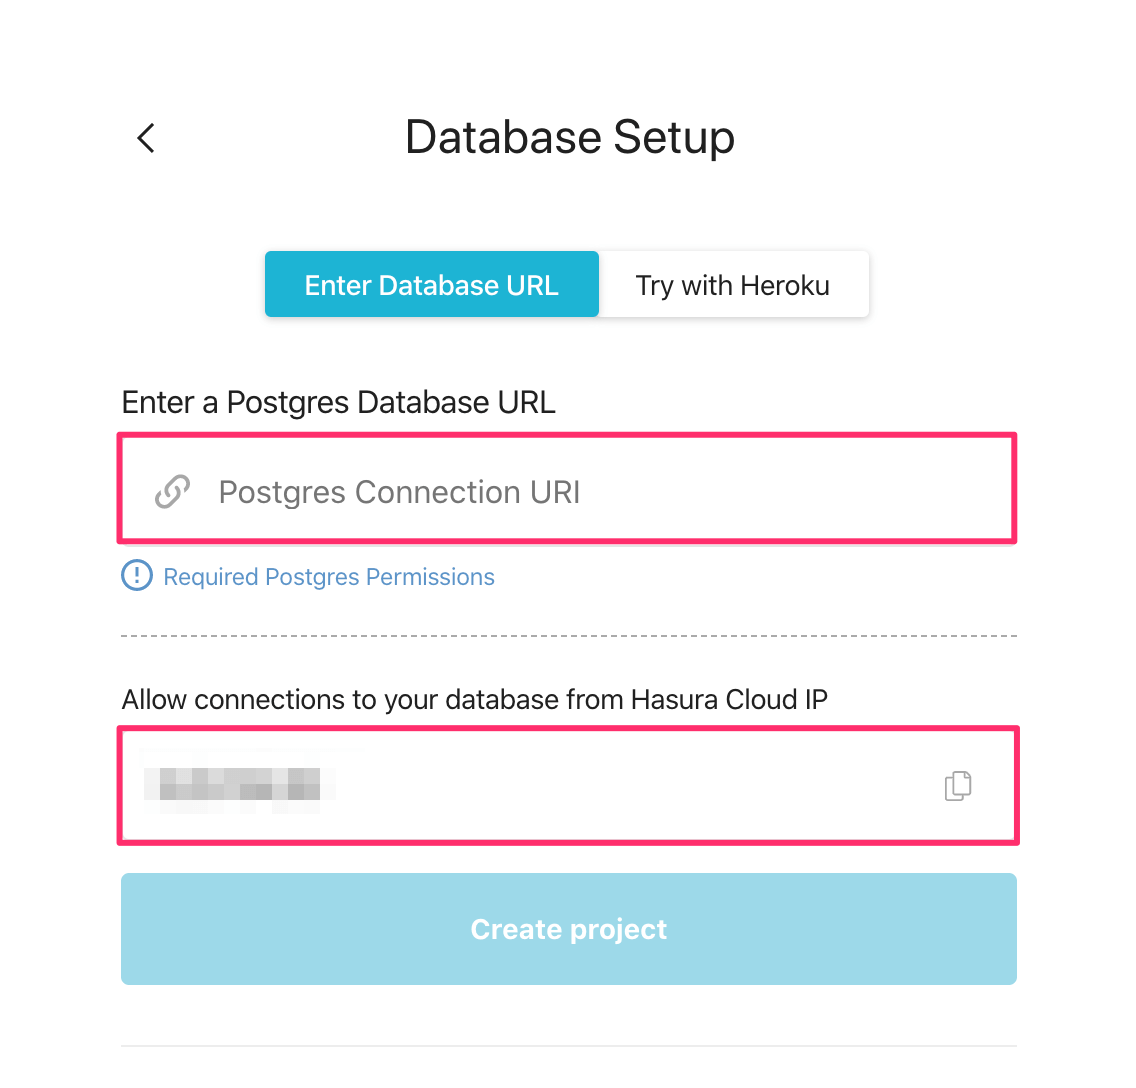 Database Setup
Enter Database URL
Try with Heroku
Enter a Postgres Database URL
Postgres Connection URI
Required Postgres Permissions
Allow connections to your database from Hasura Cloud IP
Create project